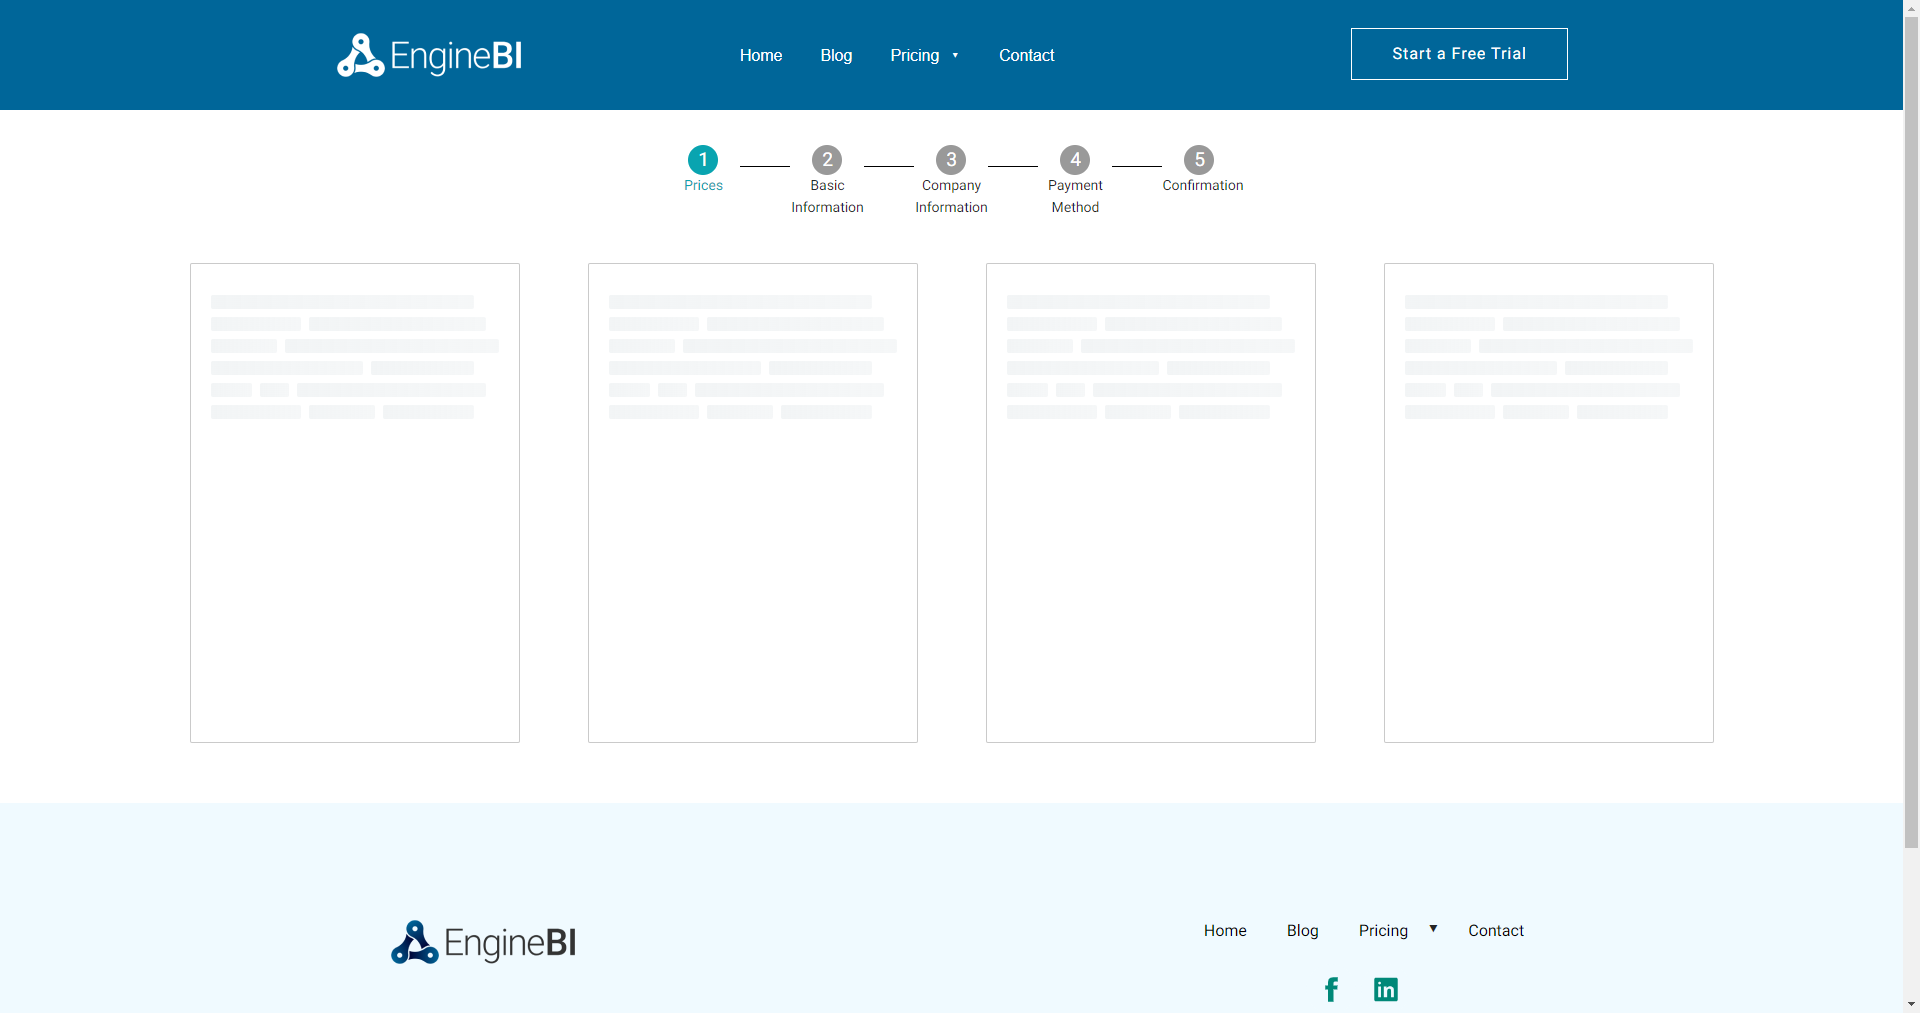 EngineBI
Home
Blog
Pricing ▼
Contact
Start a Free Trial
1
Prices
2
Basic
Information
3
Company
Information
4
Payment
Method
5
Confirmation
EngineBI
Home
Blog
Pricing ▼
Contact
f
in